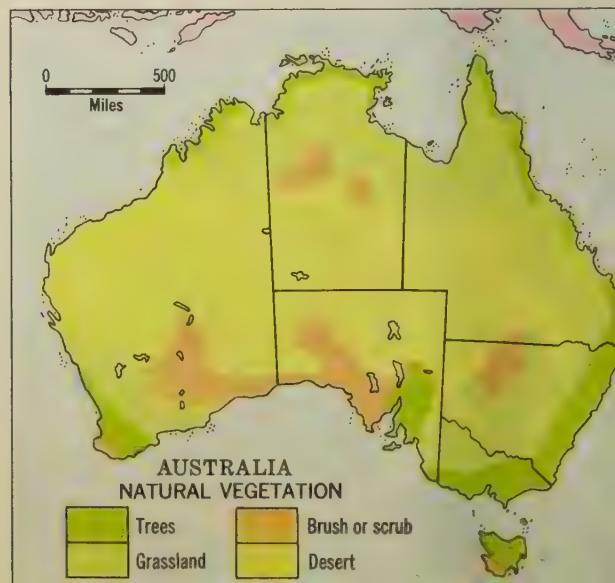 0 500
Miles
AUSTRALIA
NATURAL VEGETATION
Trees
Brush or scrub
Grassland
Desert